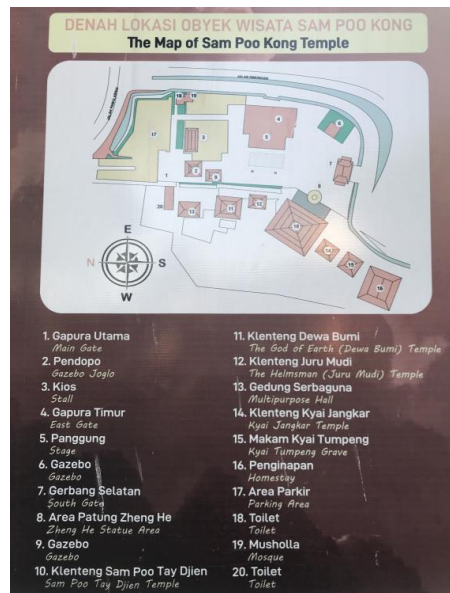 DENAH LOKASI OBYEK WISATA SAM POO KONG
The Map of Sam Poo Kong Temple
E
N
S
W
1. Gapura Utama
Main Gate
2. Pendopo
Gazebo Joglo
3. Kios
Stall
4. Gapura Timur
East Gate
5. Panggung
Stage
6. Gazebo
Gazebo
7. Gerbang Selatan
South Gate
8. Area Patung Zheng He
Zheng He Statue Area
9. Gazebo
Gazebo
10. Klenteng Sam Poo Tay Djien
Sam Poo Tay Djien Temple
11. Klenteng Dewa Bumi
The God of Earth (Dewa Bumi) Temple
12. Klenteng Juru Mudi
The Helmsman (Juru Mudi) Temple
13. Gedung Serbaguna
Multipurpose Hall
14. Klenteng Kyai Jangkar
Kyai Jangkar Temple
15. Makam Kyai Tumpeng
Kyai Tumpeng Grave
16. Penginapan
Homestay
17. Area Parkir
Parking Area
18. Toilet
Toilet
19. Musholla
Mosque
20. Toilet
Toilet